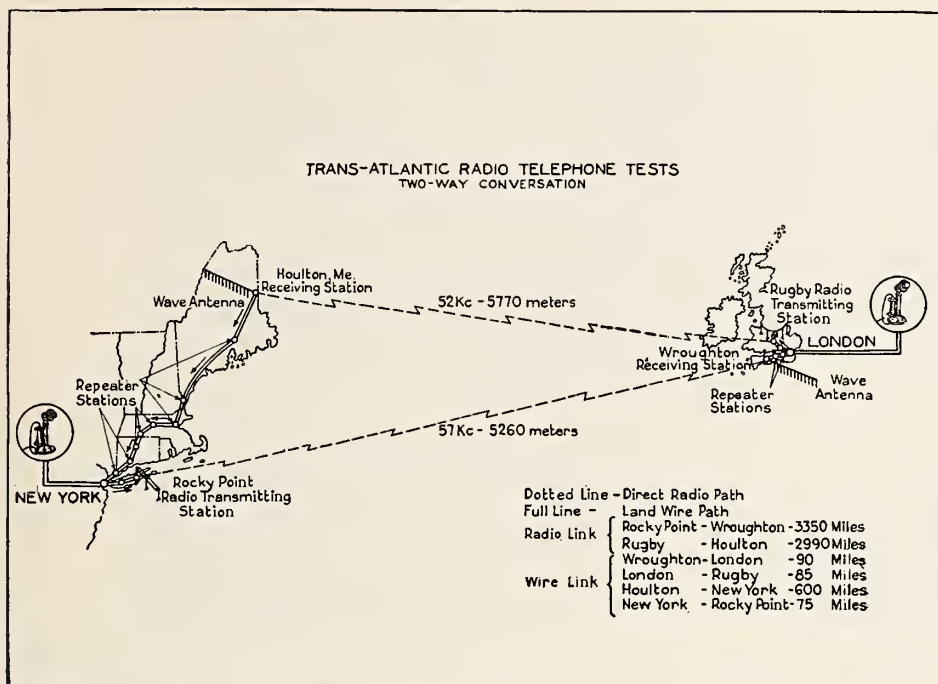 TRANS-ATLANTIC RADIO TELEPHONE TESTS
TWO-WAY CONVERSATION
Houlton, Me.
Receiving Station
Wave Antenna
52Kc - 5770 meters
Rugby Radio
Transmitting
Station
LONDON
Wroughton
Receiving Station
Wave
Antenna
Repeater
Stations
Repeater
Stations
57Kc - 5260 meters
NEW YORK
Rocky Point
Radio Transmitting
Station
Dotted Line - Direct Radio Path
Full Line - Land Wire Path
Radio Link { Rocky Point - Wroughton - 3350 Miles
Rugby - Houlton - 2990 Miles
Wire Link { Wroughton - London - 90 Miles
London - Rugby - 85 Miles
Houlton - New York - 600 Miles
New York - Rocky Point - 75 Miles